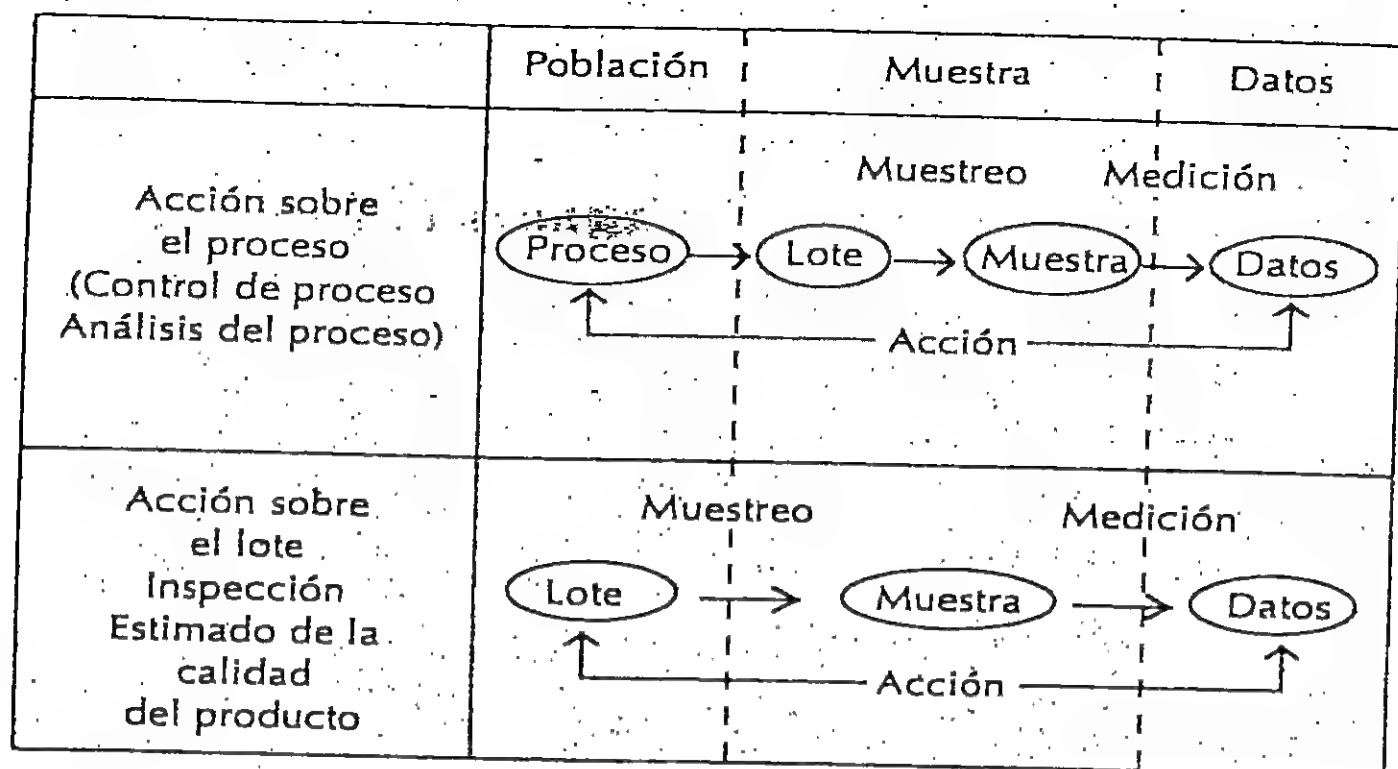 Población Muestra Datos
Acción sobre
el proceso
(Control de proceso
Análisis del proceso)
Muestreo Medición
Proceso Lote Muestra Datos
Acción
Acción sobre
el lote
Inspección
Estimado de la
calidad
del producto
Muestreo Medición
Lote Muestra Datos
Acción